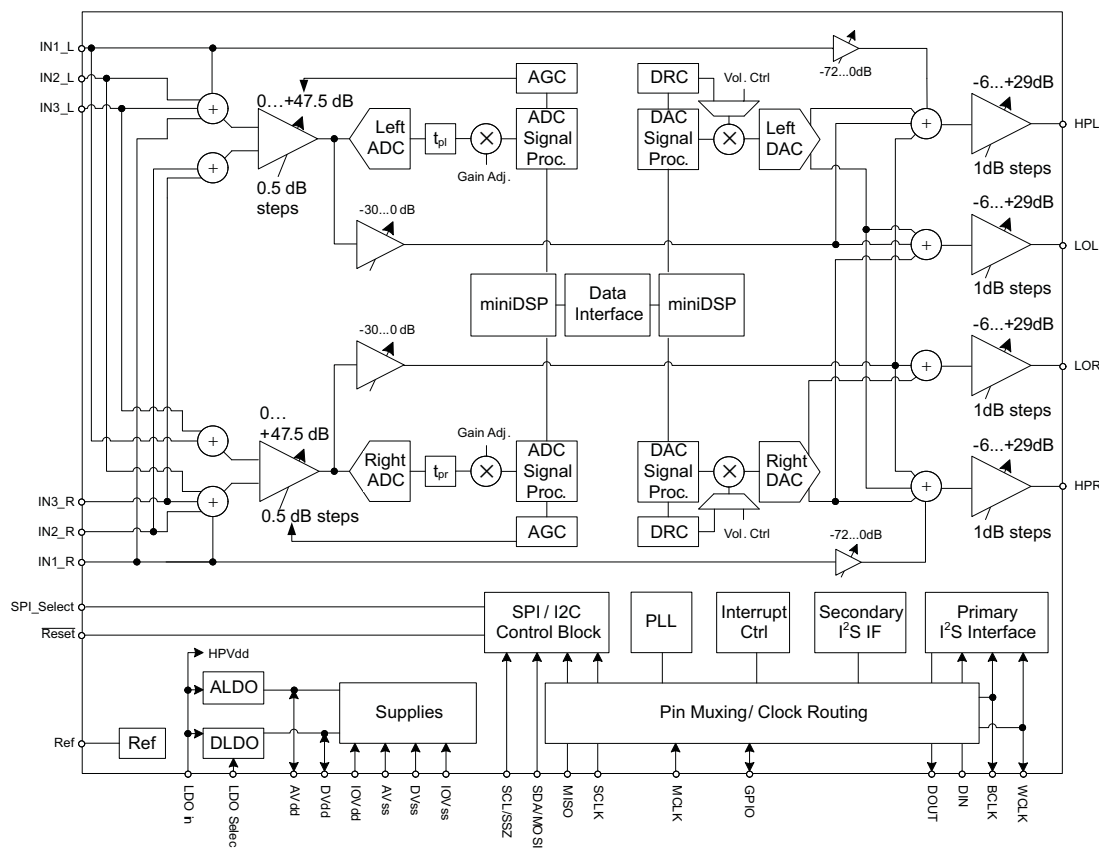 IN1_L
IN2_L
IN3_L
0…+47.5 dB
0.5 dB
steps
Left
ADC
tpl
Gain Adj.
AGC
ADC
Signal
Proc.
DRC
Vol. Ctrl
DAC
Signal
Proc.
Left
DAC
-72...0dB
-6...+29dB
HPL
1dB steps
-30...0 dB
-6...+29dB
LOL
1dB steps
miniDSP
Data
Interface
miniDSP
-30...0 dB
-6...+29dB
LOR
1dB steps
0…
+47.5 dB
0.5 dB steps
Right
ADC
tpr
Gain Adj.
ADC
Signal
Proc.
AGC
DAC
Signal
Proc.
DRC
Vol. Ctrl
Right
DAC
-6...+29dB
HPR
1dB steps
-72...0dB
IN3_R
IN2_R
IN1_R
SPI_Select
Reset
SPI / I2C
Control Block
PLL
Interrupt
Ctrl
Secondary
I²S IF
Primary
I²S Interface
HPVdd
ALDO
DLDO
Supplies
Pin Muxing/ Clock Routing
Ref
Ref
LDO in
LDO Selec
AVdd
DVdd
IOVdd
AVss
DVss
IOVss
SCL/SSZ
SDA/MOSI
MISO
SCLK
MCLK
GPIO
DOUT
DIN
BCLK
WCLK